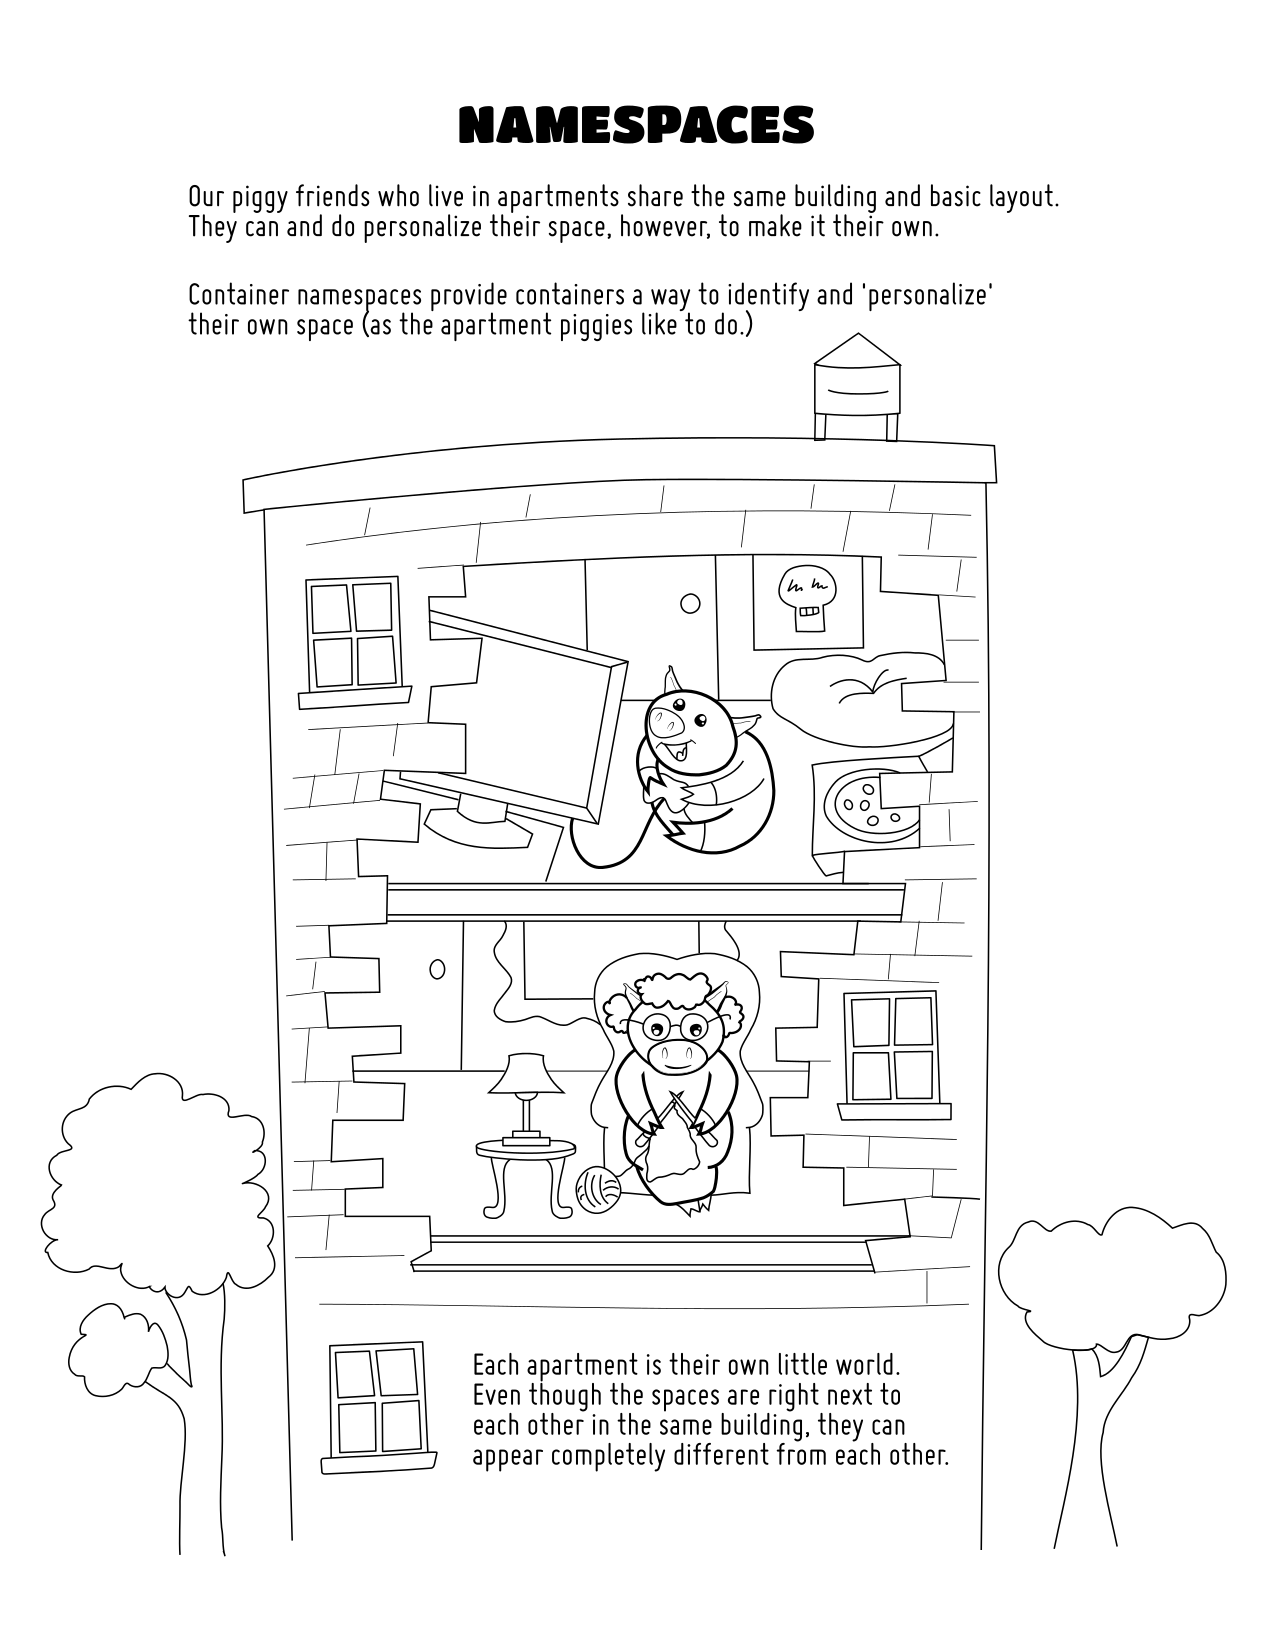 NAMESPACES
Our piggy friends who live in apartments share the same building and basic layout.
They can and do personalize their space, however, to make it their own.
Container namespaces provide containers a way to identify and 'personalize'
their own space (as the apartment piggies like to do.)
Each apartment is their own little world.
Even though the spaces are right next to
each other in the same building, they can
appear completely different from each other.